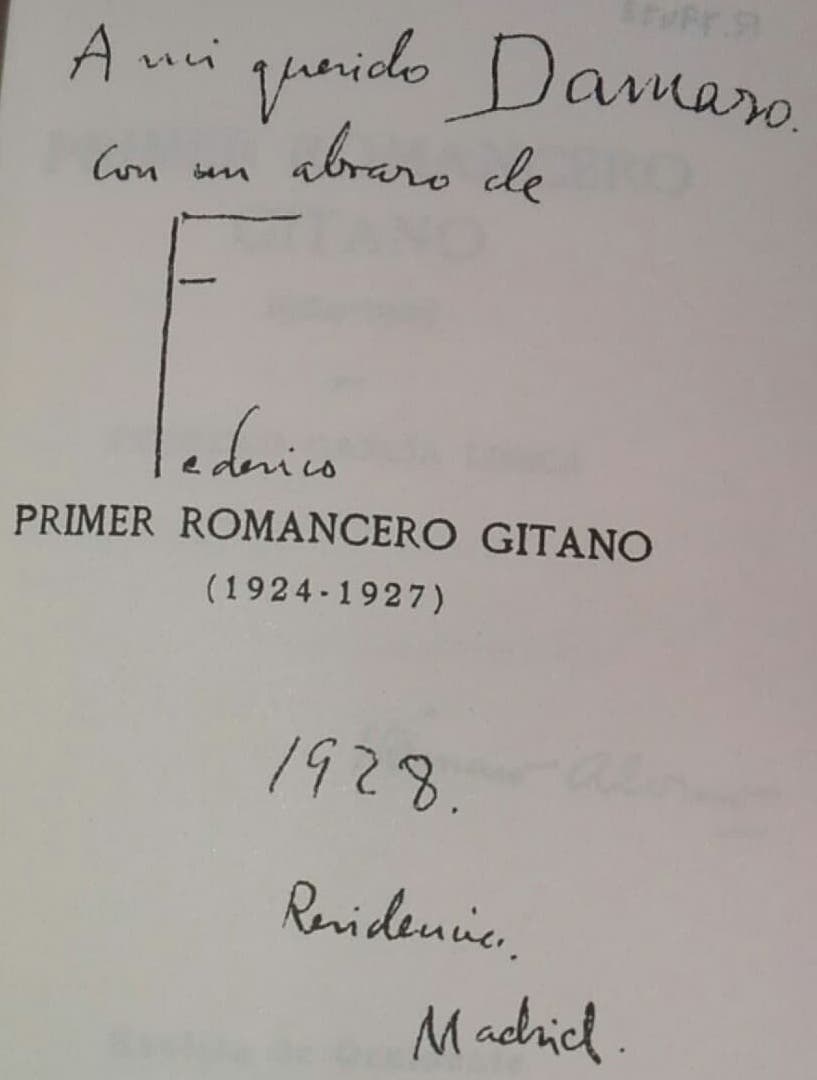 A mi querido Damaso.
con un abrazo de
Federico
PRIMER ROMANCERO GITANO
(1924-1927)
1928.
Residencia.
Madrid.